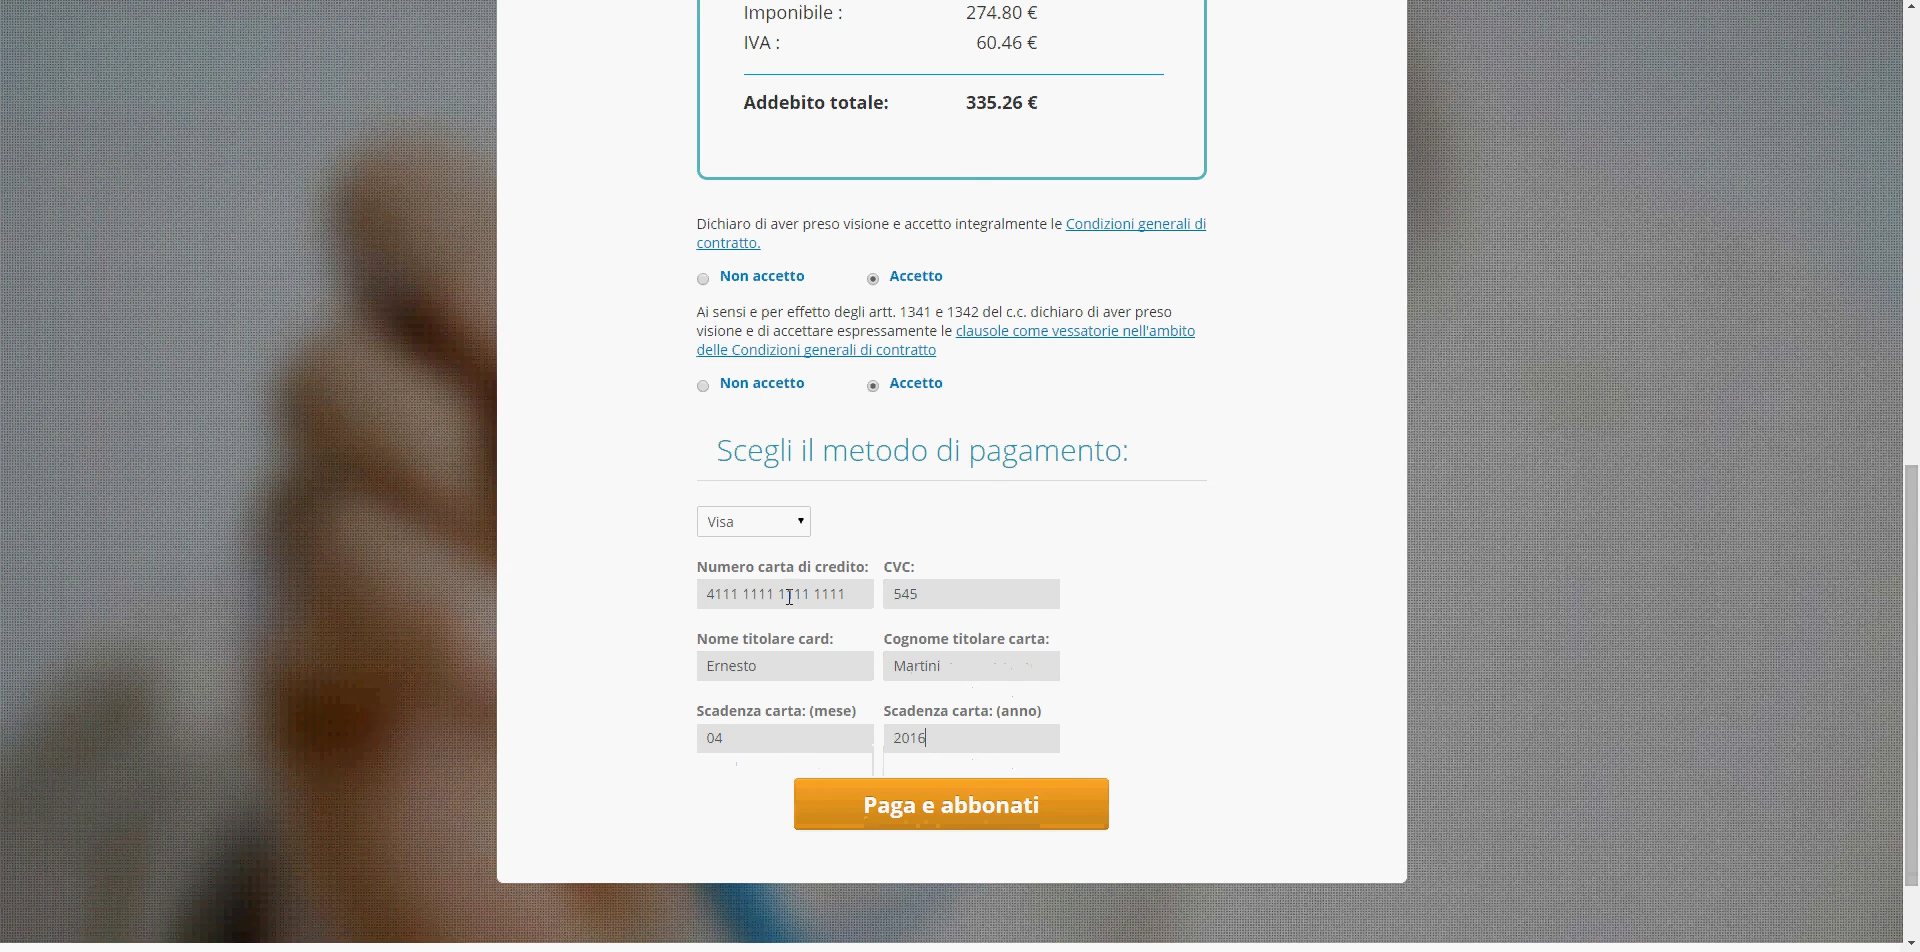 Imponibile : 274.80 €
IVA : 60.46 €
Addebito totale: 335.26 €
Dichiaro di aver preso visione e accetto integralmente le Condizioni generali di
contratto.
Non accetto Accetto
Ai sensi e per effetto degli artt. 1341 e 1342 del c.c. dichiaro di aver preso
visione e di accettare espressamente le clausole come vessatorie nell'ambito
delle Condizioni generali di contratto
Non accetto Accetto
Scegli il metodo di pagamento:
Visa
Numero carta di credito: CVC:
4111 1111 1111 1111 545
Nome titolare card: Cognome titolare carta:
Ernesto Martini
Scadenza carta: (mese) Scadenza carta: (anno)
04 2016
Paga e abbonati